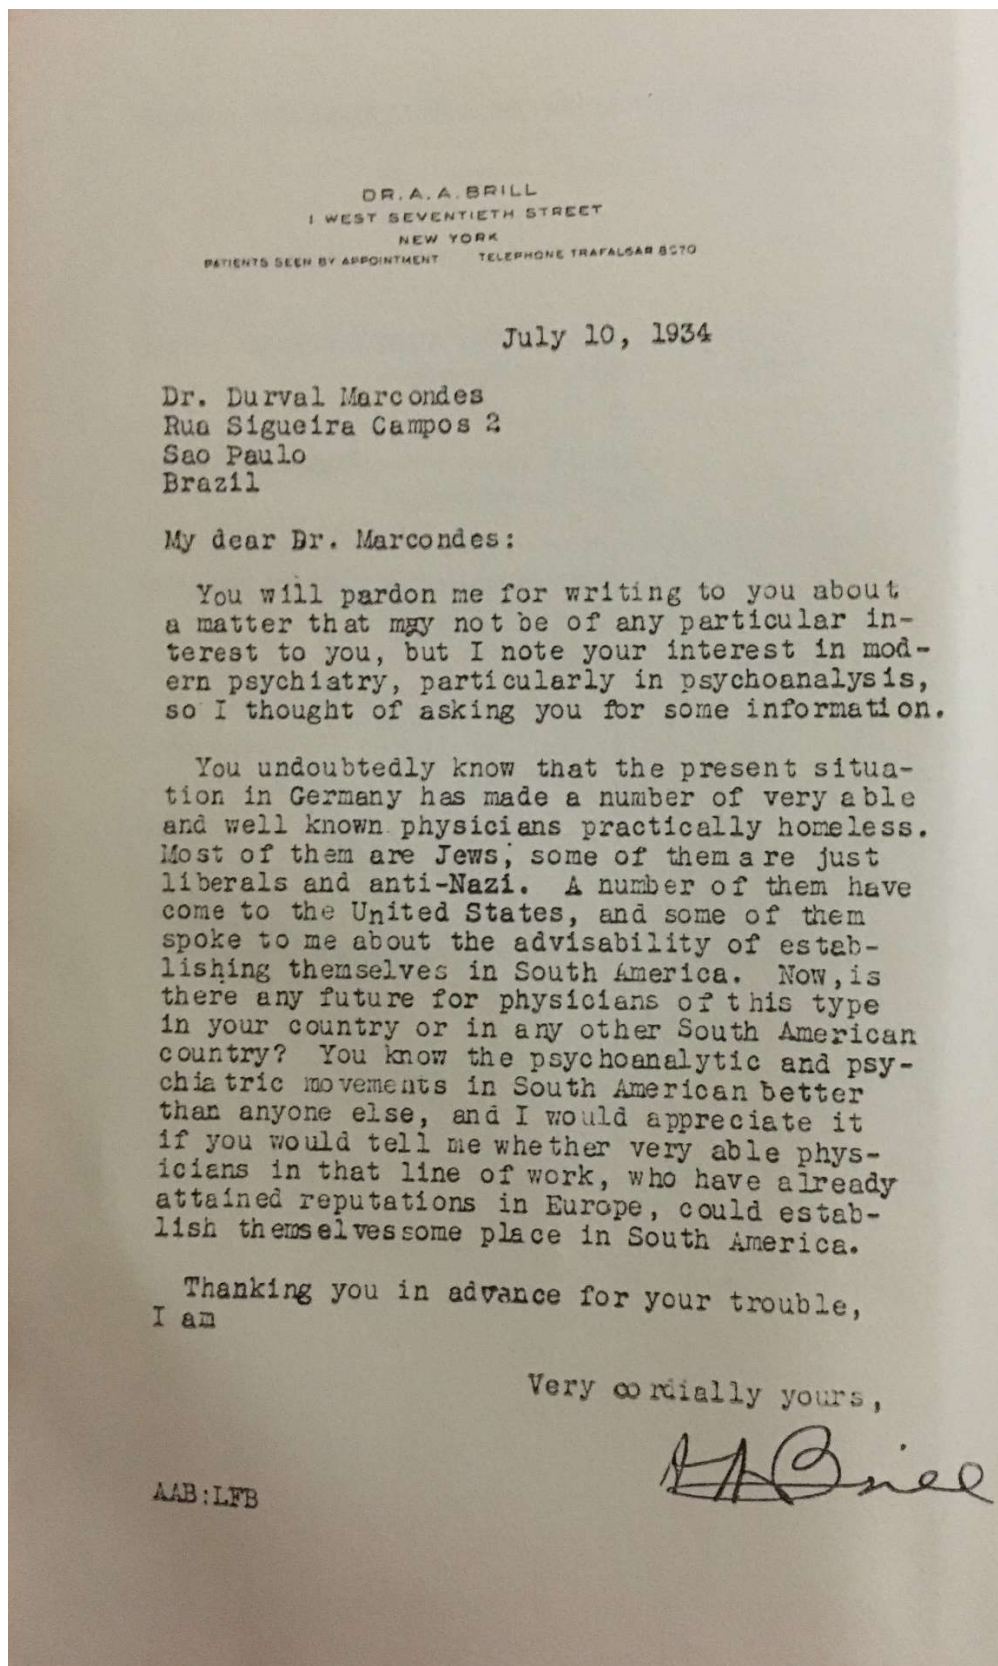 DR. A. A. BRILL
1 WEST SEVENTIETH STREET
NEW YORK
PATIENTS SEEN BY APPOINTMENT TELEPHONE TRAFALGAR
July 10, 1934
Dr. Durval Marcondes
Rua Sigueira Campos 2
Sao Paulo
Brazil
My dear Dr. Marcondes:
You will pardon me for writing to you about
a matter that may not be of any particular in-
terest to you, but I note your interest in mod-
ern psychiatry, particularly in psychoanalysis,
so I thought of asking you for some information.
You undoubtedly know that the present situa-
tion in Germany has made a number of very able
and well known physicians practically homeless.
Most of them are Jews; some of them are just
liberals and anti-Nazi. A number of them have
come to the United States, and some of them
spoke to me about the advisability of estab-
lishing themselves in South America. Now, is
there any future for physicians of this type
in your country or in any other South American
country? You know the psychoanalytic and psy-
chiatric movements in South American better
than anyone else, and I would appreciate it
if you would tell me whether very able phys-
icians in that line of work, who have already
attained reputations in Europe, could estab-
lish themselves some place in South America.
Thanking you in advance for your trouble,
I am
Very cordially yours,
A A Brill
AAB:LFB